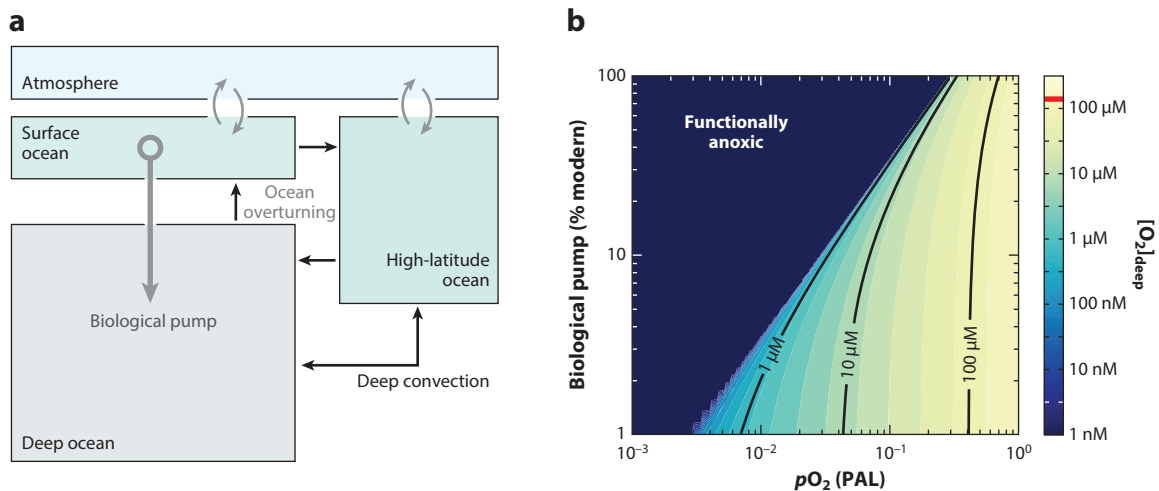 a
Atmosphere
Surface
ocean
Ocean
overturning
High-latitude
ocean
Biological pump
Deep convection
Deep ocean
b
Biological pump (% modern)
100
10
1
Functionally
anoxic
1 μM
10 μM
100 μM
10⁻³
10⁻²
10⁻¹
10⁰
pO₂ (PAL)
100 μM
10 μM
1 μM
100 nM
10 nM
1 nM
[O₂]deep